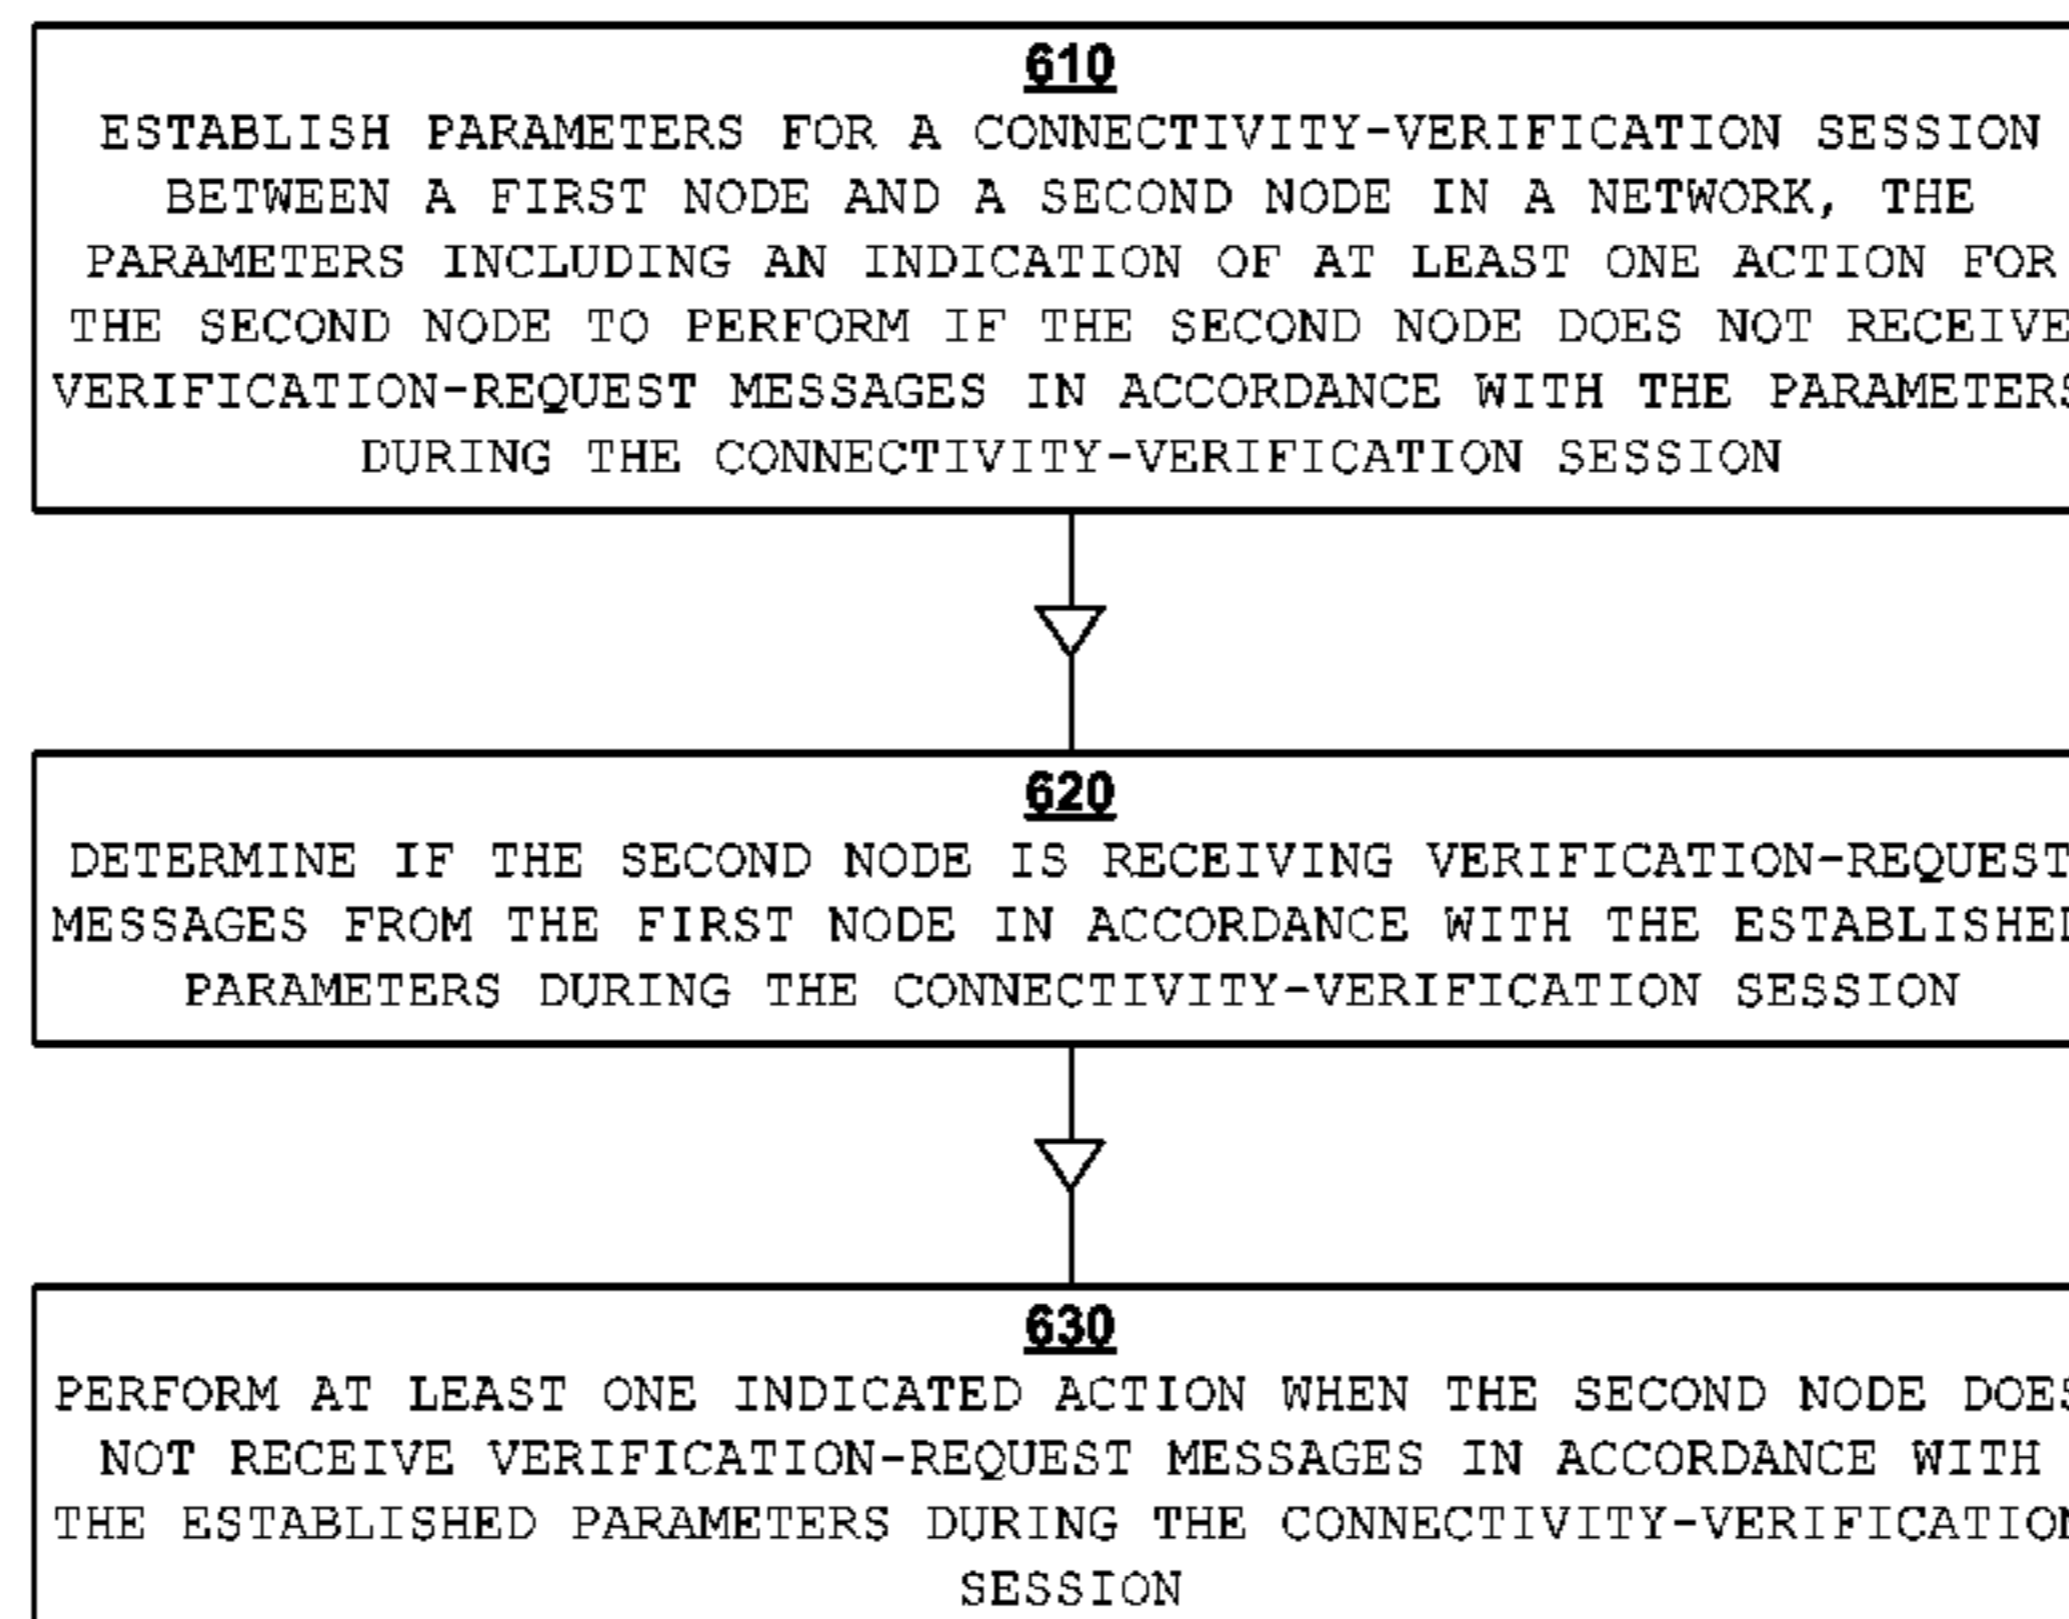 610
ESTABLISH PARAMETERS FOR A CONNECTIVITY-VERIFICATION SESSION
BETWEEN A FIRST NODE AND A SECOND NODE IN A NETWORK, THE
PARAMETERS INCLUDING AN INDICATION OF AT LEAST ONE ACTION FOR
THE SECOND NODE TO PERFORM IF THE SECOND NODE DOES NOT RECEIVE
VERIFICATION-REQUEST MESSAGES IN ACCORDANCE WITH THE PARAMETERS
DURING THE CONNECTIVITY-VERIFICATION SESSION
620
DETERMINE IF THE SECOND NODE IS RECEIVING VERIFICATION-REQUEST
MESSAGES FROM THE FIRST NODE IN ACCORDANCE WITH THE ESTABLISHED
PARAMETERS DURING THE CONNECTIVITY-VERIFICATION SESSION
630
PERFORM AT LEAST ONE INDICATED ACTION WHEN THE SECOND NODE DOES
NOT RECEIVE VERIFICATION-REQUEST MESSAGES IN ACCORDANCE WITH
THE ESTABLISHED PARAMETERS DURING THE CONNECTIVITY-VERIFICATION
SESSION